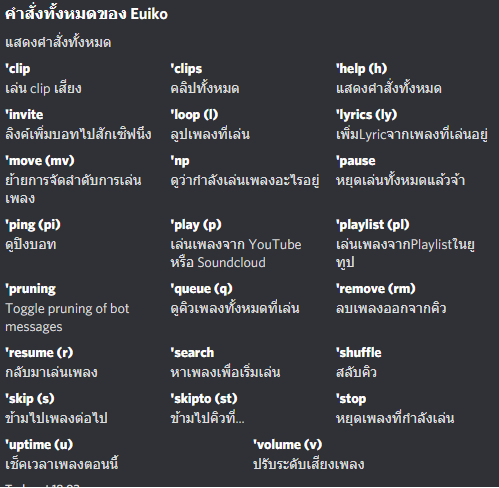 คำสั่งทั้งหมดของ Euiko
แสดงคำสั่งทั้งหมด
'clip
เล่น clip เสียง
'clips
คลิปทั้งหมด
'help (h)
แสดงคำสั่งทั้งหมด
'invite
ลิงค์เพิ่มบอทไปสักเซิฟนึง
'loop (l)
ลูปเพลงที่เล่น
'lyrics (ly)
เพิ่มLyricจากเพลงที่เล่นอยู่
'move (mv)
ย้ายการจัดลำดับการเล่น
เพลง
'np
ดูว่ากำลังเล่นเพลงอะไรอยู่
'pause
หยุดเล่นทั้งหมดแล้วจ้า
'ping (pi)
ดูปิงบอท
'play (p)
เล่นเพลงจาก YouTube
หรือ Soundcloud
'playlist (pl)
เล่นเพลงจากPlaylistในยู
ทูป
'pruning
Toggle pruning of bot
messages
'queue (q)
ดูคิวเพลงทั้งหมดที่เล่น
'remove (rm)
ลบเพลงออกจากคิว
'resume (r)
กลับมาเล่นเพลง
'search
หาเพลงเพื่อเริ่มเล่น
'shuffle
สลับคิว
'skip (s)
ข้ามไปเพลงต่อไป
'skipto (st)
ข้ามไปคิวที่...
'stop
หยุดเพลงที่กำลังเล่น
'uptime (u)
เช็คเวลาเพลงตอนนี้
'volume (v)
ปรับระดับเสียงเพลง